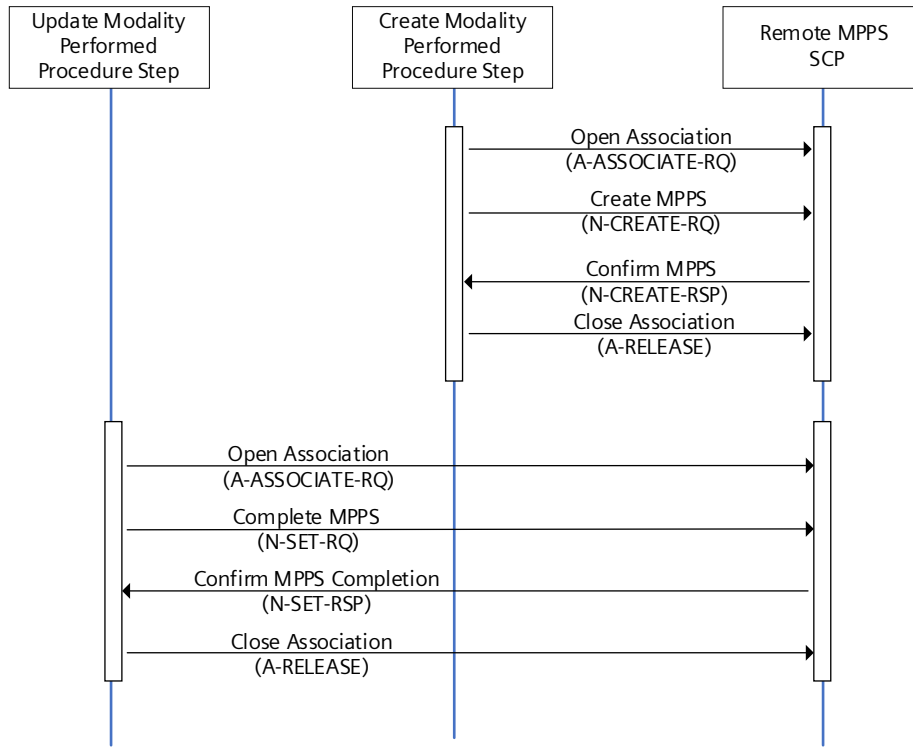 Update Modality
Performed
Procedure Step
Create Modality
Performed
Procedure Step
Remote MPPS
SCP
Open Association
(A-ASSOCIATE-RQ)
Create MPPS
(N-CREATE-RQ)
Confirm MPPS
(N-CREATE-RSP)
Close Association
(A-RELEASE)
Open Association
(A-ASSOCIATE-RQ)
Complete MPPS
(N-SET-RQ)
Confirm MPPS Completion
(N-SET-RSP)
Close Association
(A-RELEASE)